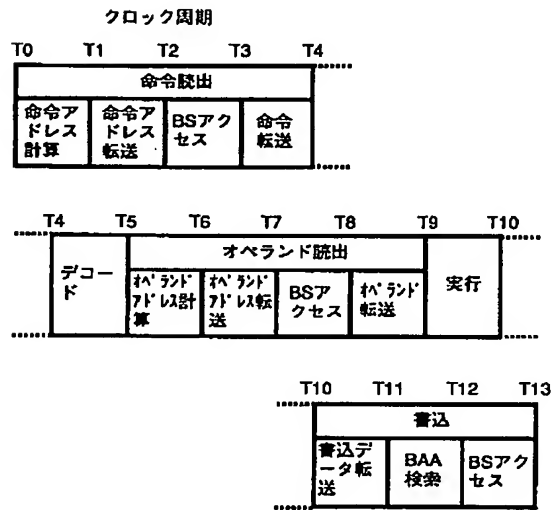 クロック周期
T0 T1 T2 T3 T4
命令読出
命令ア 命令ア BSアク 命令
ドレス ドレス セス 転送
計算 転送
T4 T5 T6 T7 T8 T9 T10
オペランド読出
デコー 実行
ド
ｵﾍﾟﾗﾝﾄﾞ ｵﾍﾟﾗﾝﾄﾞ BSア ｵﾍﾟﾗﾝﾄﾞ
ｱﾄﾞﾚｽ計 ｱﾄﾞﾚｽ転 クセス 転送
算 送
T10 T11 T12 T13
書込
書込デ BAA BSアク
ータ転 検索 セス
送